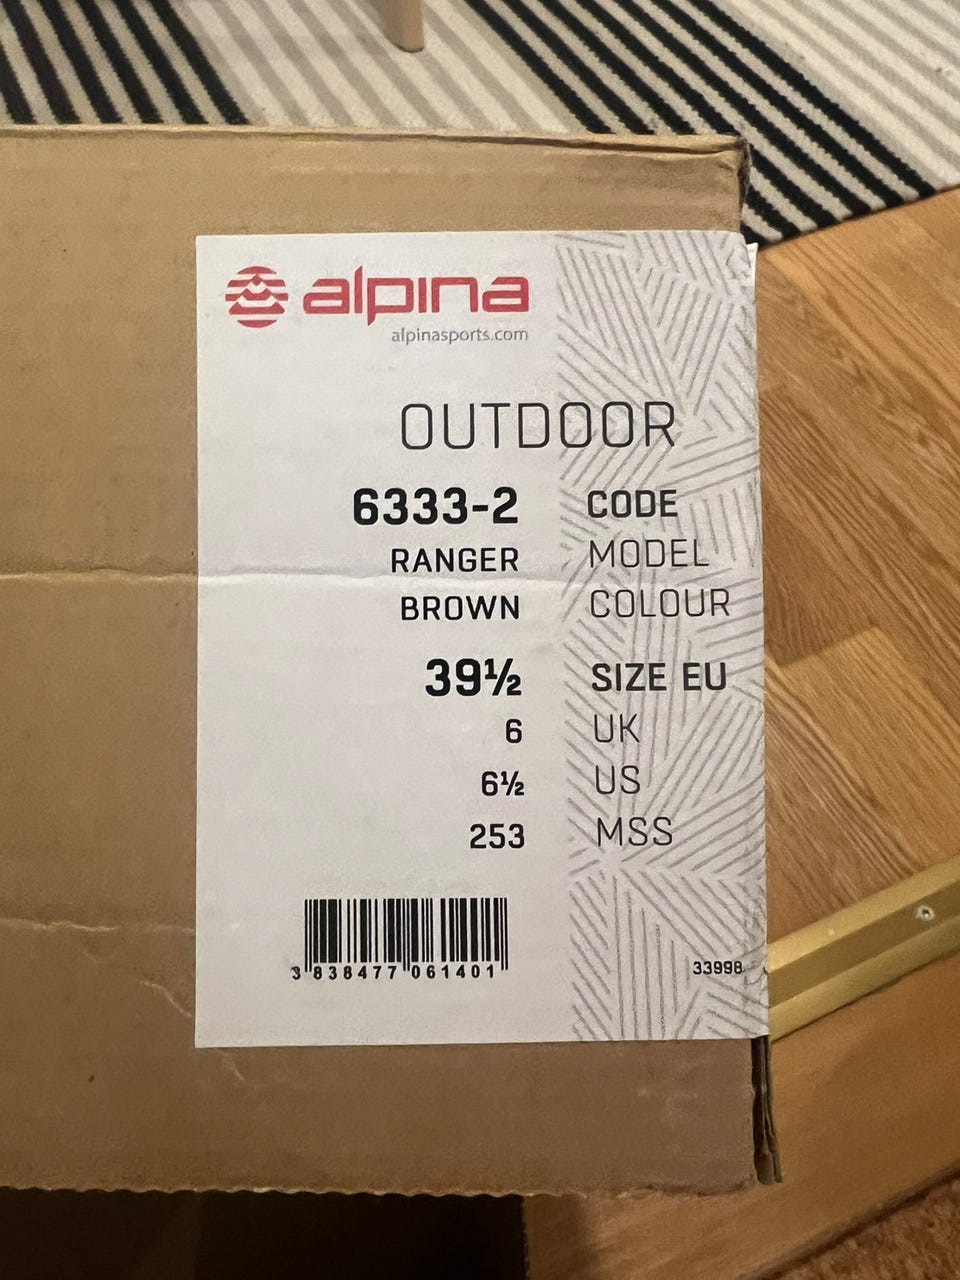 alpina
alpinasports.com
OUTDOOR
6333-2 CODE
RANGER MODEL
BROWN COLOUR
39½ SIZE EU
6 UK
6½ US
253 MSS
3 838477 061401
33998